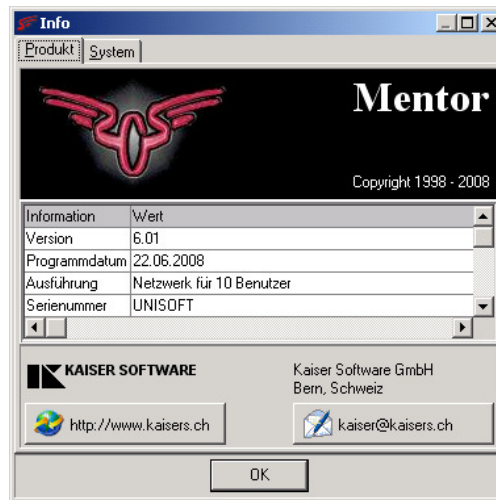 Info
Produkt System
Mentor
Copyright 1998 - 2008
Information Wert
Version 6.01
Programmdatum 22.06.2008
Ausführung Netzwerk für 10 Benutzer
Serienummer UNISOFT
KAISER SOFTWARE
Kaiser Software GmbH
Bern, Schweiz
http://www.kaisers.ch
kaiser@kaisers.ch
OK